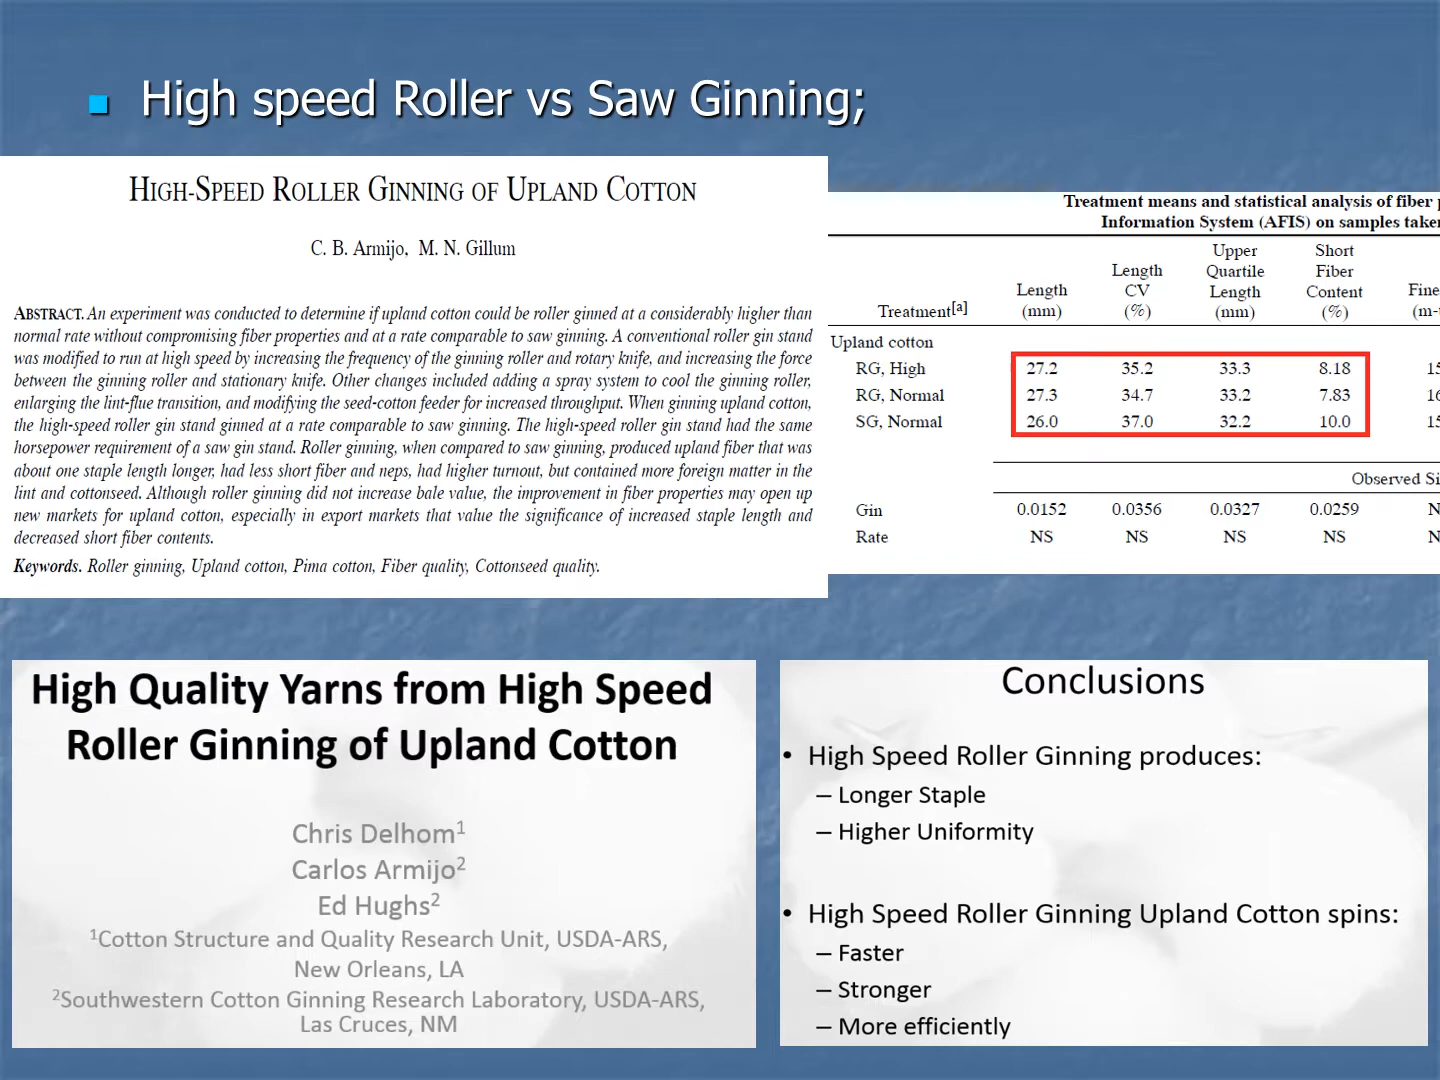 High speed Roller vs Saw Ginning;
HIGH-SPEED ROLLER GINNING OF UPLAND COTTON
C. B. Armijo, M. N. Gillum
ABSTRACT. An experiment was conducted to determine if upland cotton could be roller ginned at a considerably higher than
normal rate without compromising fiber properties and at a rate comparable to saw ginning. A conventional roller gin stand
was modified to run at high speed by increasing the frequency of the ginning roller and rotary knife, and increasing the force
between the ginning roller and stationary knife. Other changes included adding a spray system to cool the ginning roller,
enlarging the lint-flue transition, and modifying the seed-cotton feeder for increased throughput. When ginning upland cotton,
the high-speed roller gin stand ginned at a rate comparable to saw ginning. The high-speed roller gin stand had the same
horsepower requirement of a saw gin stand. Roller ginning, when compared to saw ginning, produced upland fiber that was
about one staple length longer, had less short fiber and neps, had higher turnout, but contained more foreign matter in the
lint and cottonseed. Although roller ginning did not increase bale value, the improvement in fiber properties may open up
new markets for upland cotton, especially in export markets that value the significance of increased staple length and
decreased short fiber contents.
Keywords. Roller ginning, Upland cotton, Pima cotton, Fiber quality, Cottonseed quality.
Treatment means and statistical analysis of fiber
Information System (AFIS) on samples
Upper Short
Length Quartile Fiber
Length CV Length Content
Treatment[a] (mm) (%) (mm) (%)
Upland cotton
RG, High 27.2 35.2 33.3 8.18
RG, Normal 27.3 34.7 33.2 7.83
SG, Normal 26.0 37.0 32.2 10.0
Observed
Gin 0.0152 0.0356 0.0327 0.0259
Rate NS NS NS NS
High Quality Yarns from High Speed
Roller Ginning of Upland Cotton
Chris Delhom1
Carlos Armijo2
Ed Hughs2
1Cotton Structure and Quality Research Unit, USDA-ARS,
New Orleans, LA
2Southwestern Cotton Ginning Research Laboratory, USDA-ARS,
Las Cruces, NM
Conclusions
• High Speed Roller Ginning produces:
– Longer Staple
– Higher Uniformity
• High Speed Roller Ginning Upland Cotton spins:
– Faster
– Stronger
– More efficiently